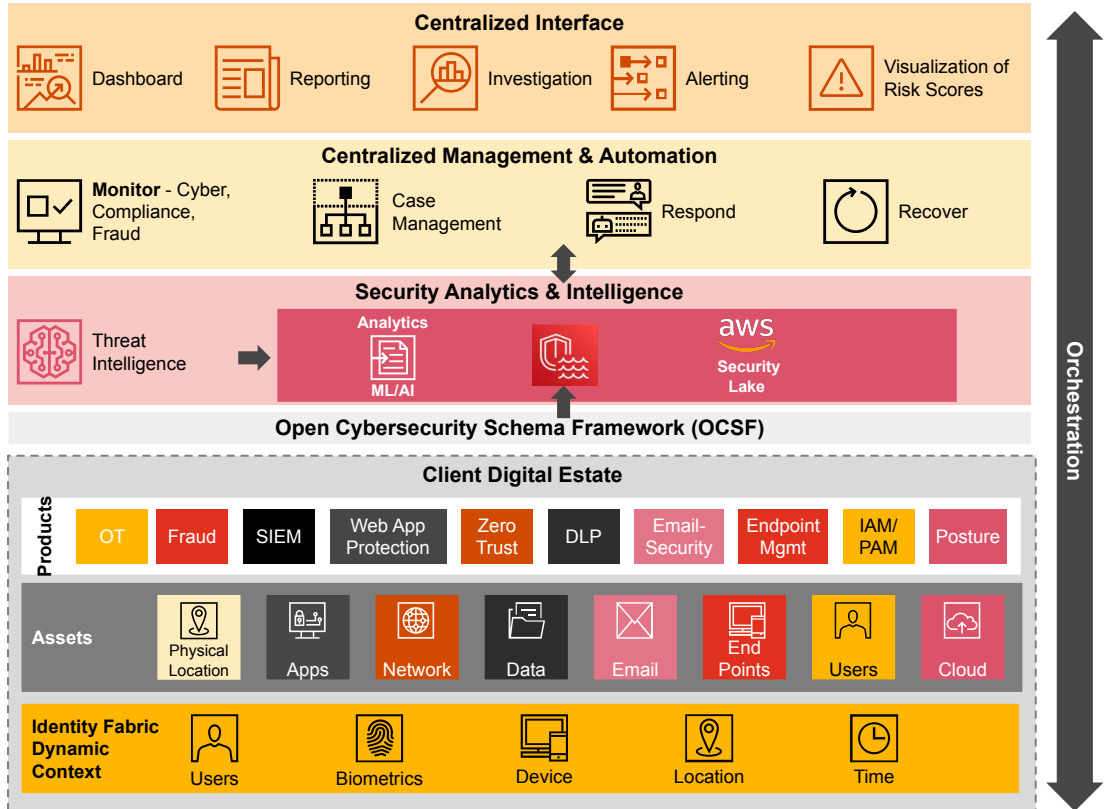 Centralized Interface
Dashboard
Reporting
Investigation
Alerting
Visualization of
Risk Scores
Centralized Management & Automation
Monitor - Cyber,
Compliance,
Fraud
Case
Management
Respond
Recover
Security Analytics & Intelligence
Threat
Intelligence
Analytics
ML/AI
aws
Security
Lake
Open Cybersecurity Schema Framework (OCSF)
Orchestration
Client Digital Estate
Products
OT
Fraud
SIEM
Web App
Protection
Zero
Trust
DLP
Email-
Security
Endpoint
Mgmt
IAM/
PAM
Posture
Assets
Physical
Location
Apps
Network
Data
Email
End
Points
Users
Cloud
Identity Fabric
Dynamic
Context
Users
Biometrics
Device
Location
Time